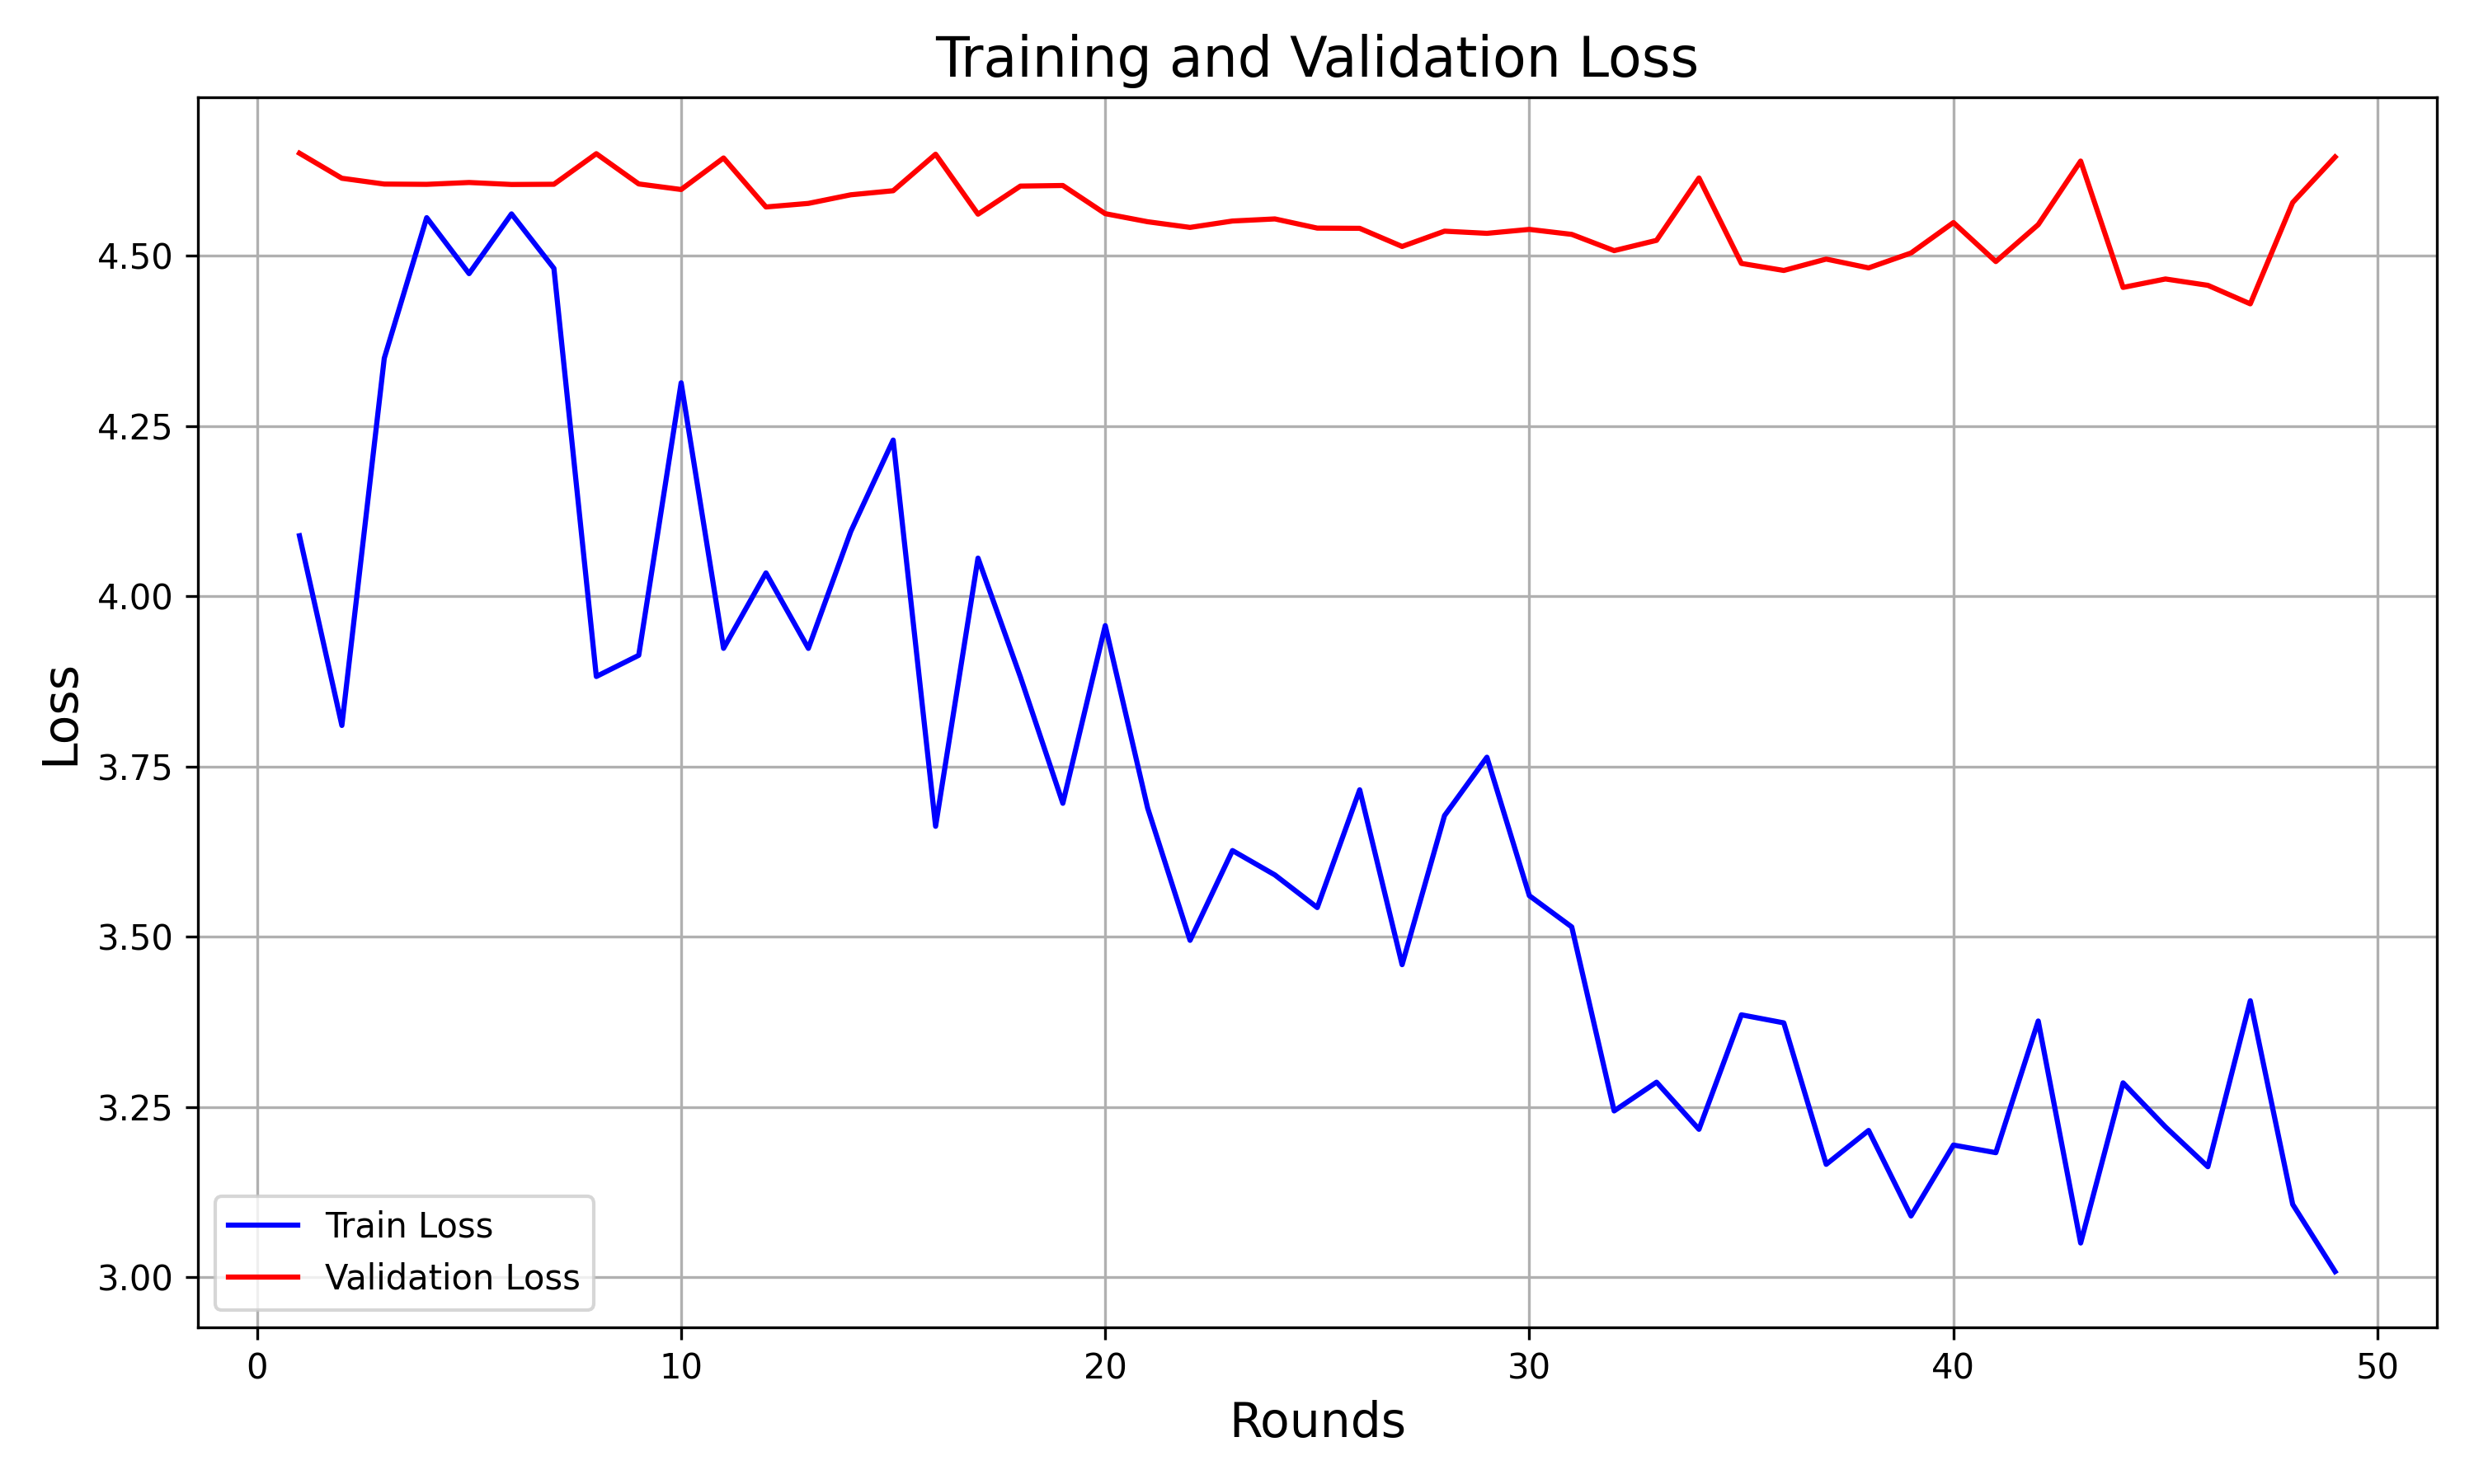 Training and Validation Loss
Loss
4.50
4.25
4.00
3.75
3.50
3.25
3.00
Train Loss
Validation Loss
0 10 20 30 40 50
Rounds